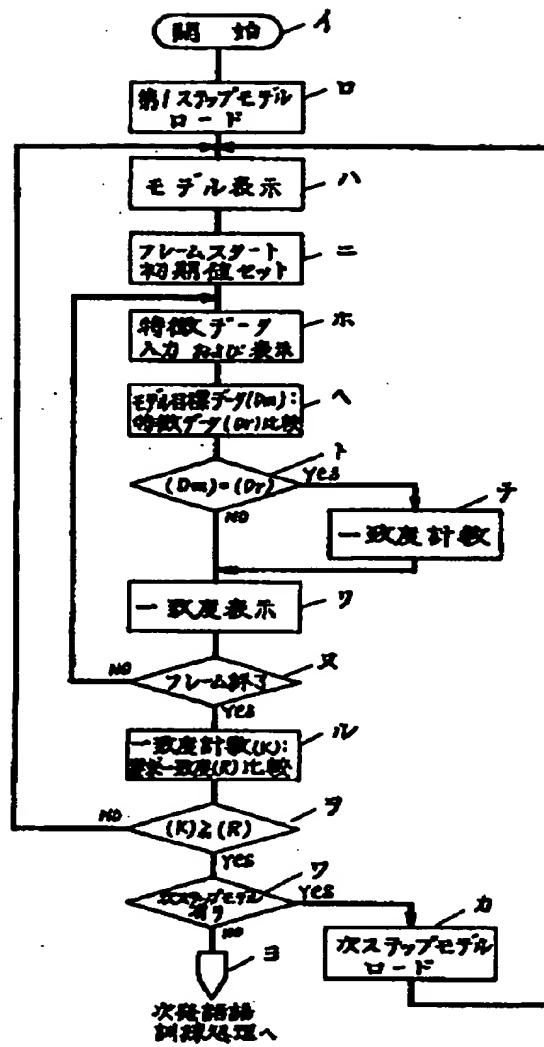 開始
イ
第1ステップモデル
ロード
ロ
モデル表示
ハ
フレームスタート
初期値セット
ニ
特徴データ
入力および表示
ホ
モデル目標データ(Dm):
特徴データ(Dr)比較
ヘ
(Dm)=(Dr)
ト
Yes
NO
一致度計数
チ
一致度表示
リ
フレーム終了
ヌ
NO
Yes
一致度計数(K):
要求一致度(R)比較
ル
(K)≧(R)
ヲ
NO
Yes
次ステップモデル
有り
ワ
Yes
NO
次ステップモデル
ロード
カ
ヨ
訓練処理へ